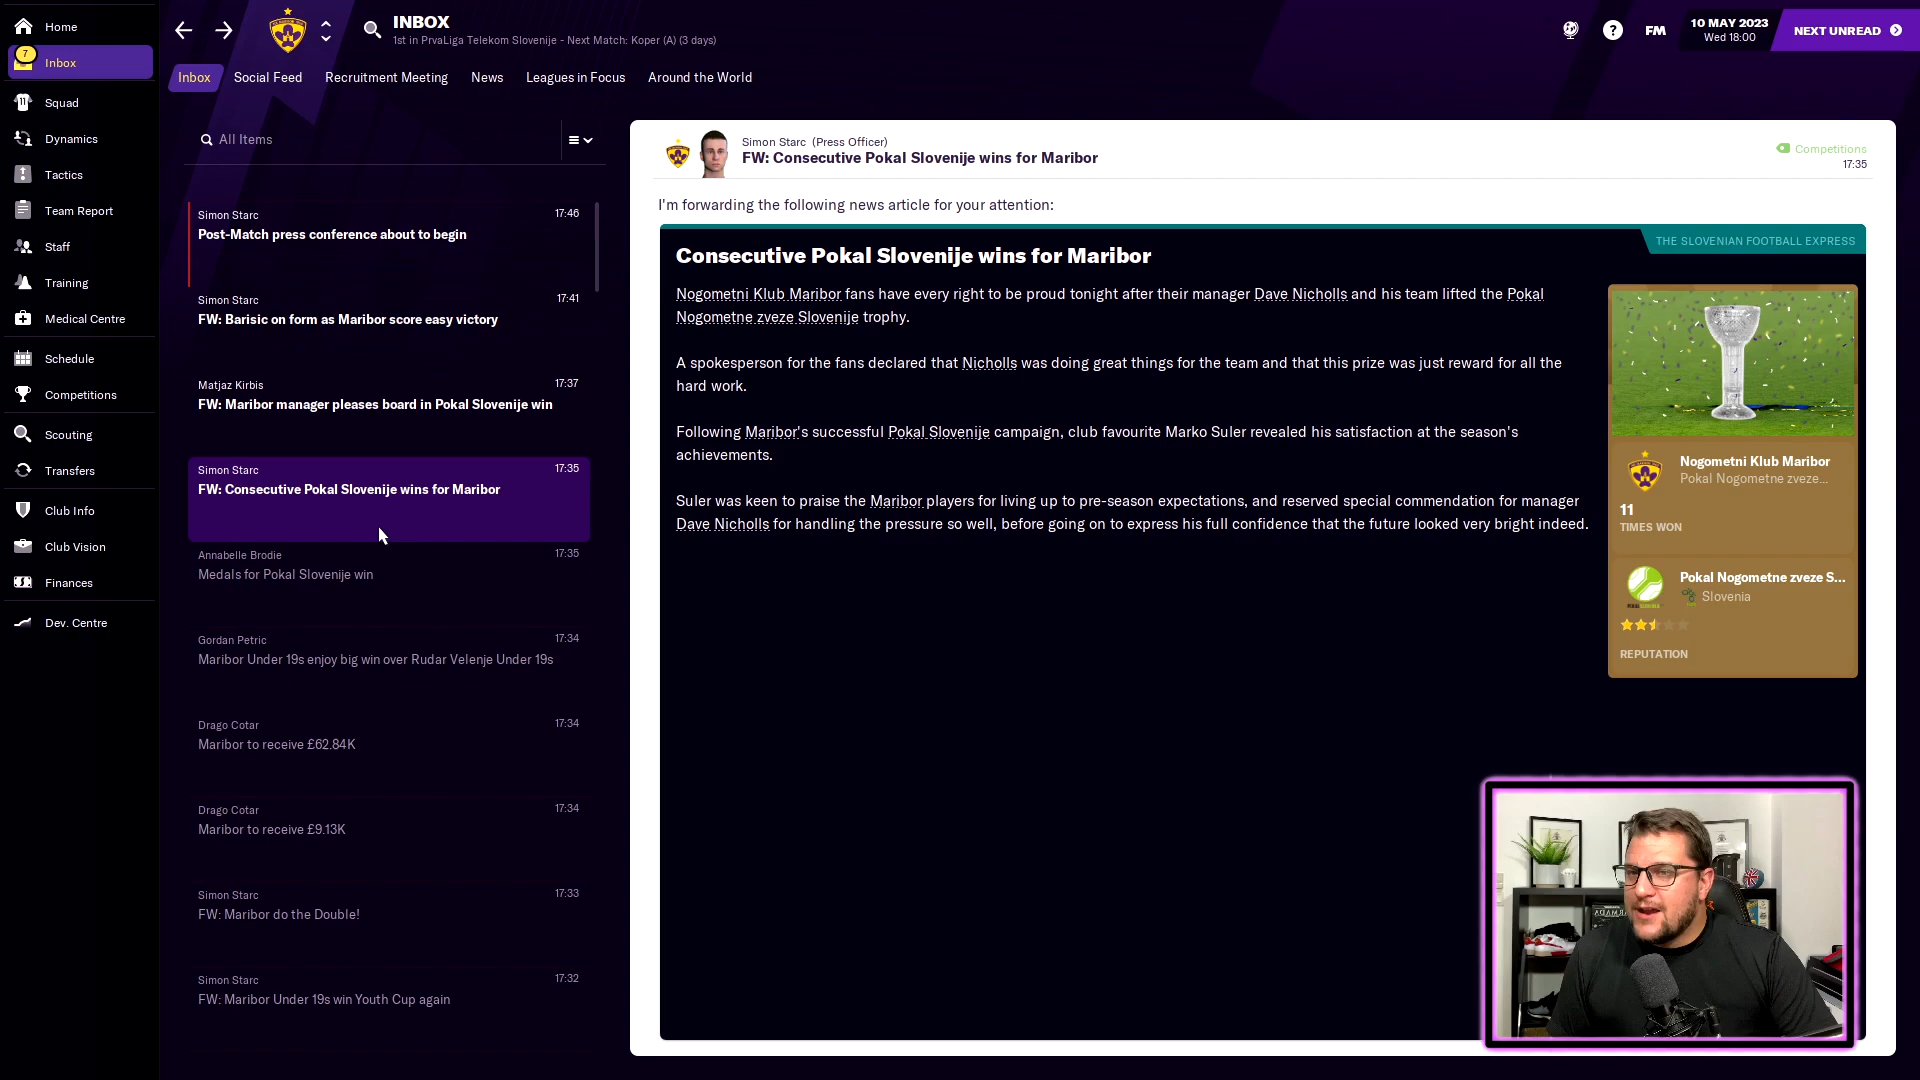 Home
7
Inbox
Squad
Dynamics
Tactics
Team Report
Staff
Training
Medical Centre
Schedule
Competitions
Scouting
Transfers
Club Info
Club Vision
Finances
Dev. Centre
INBOX
1st in PrvaLiga Telekom Slovenije - Next Match: Koper (A) (3 days)
?
FM
10 MAY 2023
Wed 18:00
NEXT UNREAD
Inbox
Social Feed
Recruitment Meeting
News
Leagues in Focus
Around the World
All Items
Simon Starc
17:46
Post-Match press conference about to begin
Simon Starc
17:41
FW: Barisic on form as Maribor score easy victory
Matjaz Kirbis
17:37
FW: Maribor manager pleases board in Pokal Slovenije win
Simon Starc
17:35
FW: Consecutive Pokal Slovenije wins for Maribor
Annabelle Brodie
17:35
Medals for Pokal Slovenije win
Gordan Petric
17:34
Maribor Under 19s enjoy big win over Rudar Velenje Under 19s
Drago Cotar
17:34
Maribor to receive £62.84K
Drago Cotar
17:34
Maribor to receive £9.13K
Simon Starc
17:33
FW: Maribor do the Double!
Simon Starc
17:32
FW: Maribor Under 19s win Youth Cup again
Simon Starc (Press Officer)
FW: Consecutive Pokal Slovenije wins for Maribor
Competitions
17:35
I'm forwarding the following news article for your attention:
THE SLOVENIAN FOOTBALL EXPRESS
Consecutive Pokal Slovenije wins for Maribor
Nogometni Klub Maribor fans have every right to be proud tonight after their manager Dave Nicholls and his team lifted the Pokal
Nogometne zveze Slovenije trophy.
A spokesperson for the fans declared that Nicholls was doing great things for the team and that this prize was just reward for all the
hard work.
Following Maribor's successful Pokal Slovenije campaign, club favourite Marko Suler revealed his satisfaction at the season's
achievements.
Suler was keen to praise the Maribor players for living up to pre-season expectations, and reserved special commendation for manager
Dave Nicholls for handling the pressure so well, before going on to express his full confidence that the future looked very bright indeed.
Nogometni Klub Maribor
Pokal Nogometne zveze...
11
TIMES WON
Pokal Nogometne zveze S...
Slovenia
REPUTATION